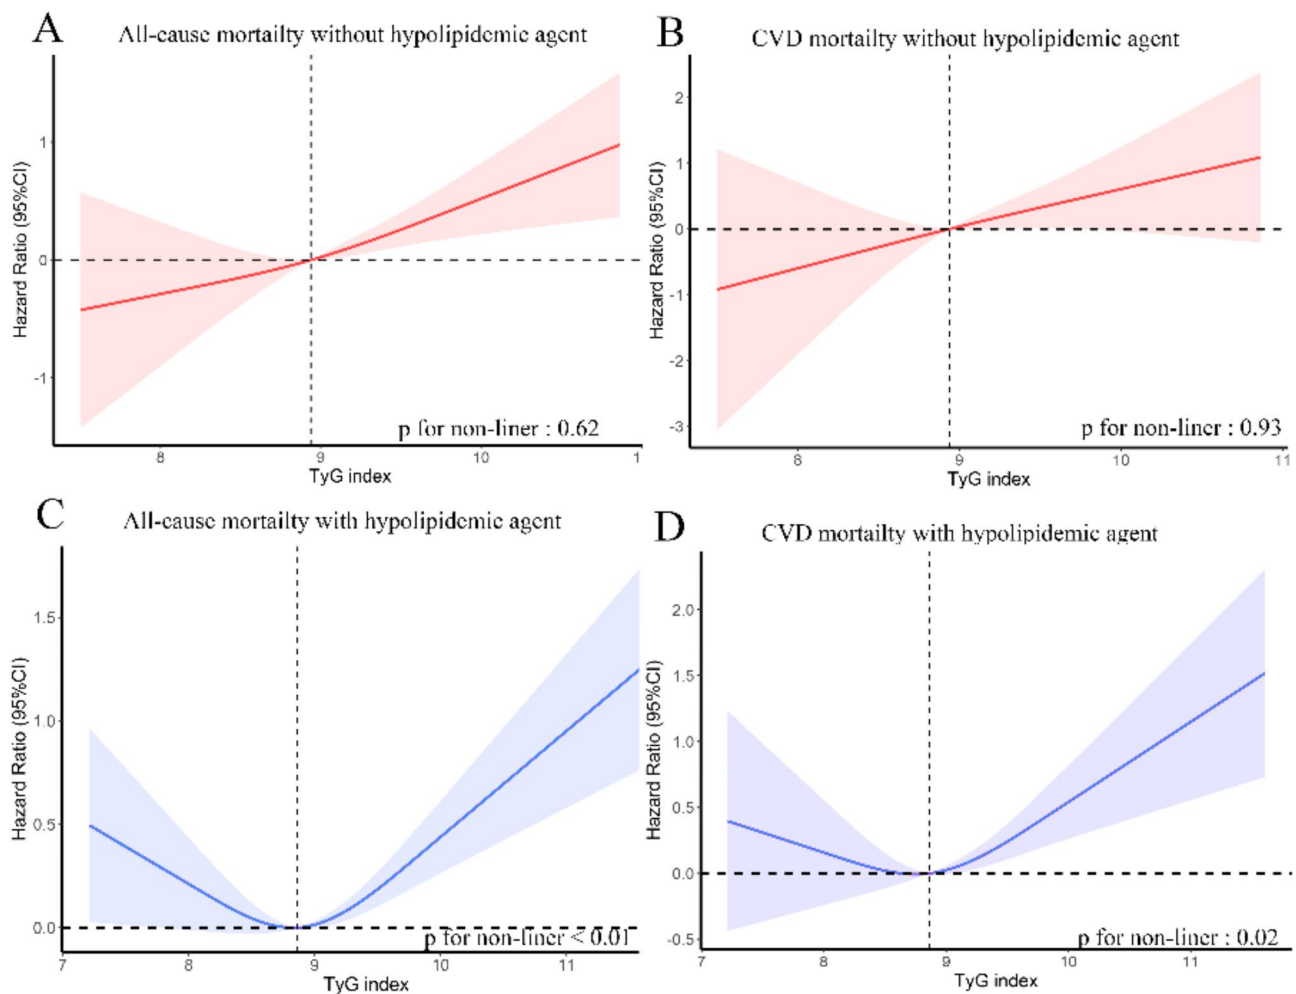 A
All-cause mortailty without hypolipidemic agent
Hazard Ratio (95%CI)
1
0
-1
p for non-liner : 0.62
8
9
10
1
TyG index
B
CVD mortailty without hypolipidemic agent
Hazard Ratio (95%CI)
2
1
0
-1
-2
-3
p for non-liner : 0.93
8
9
10
11
TyG index
C
All-cause mortailty with hypolipidemic agent
Hazard Ratio (95%CI)
1.5
1.0
0.5
0.0
p for non-liner < 0.01
7
8
9
10
11
TyG index
D
CVD mortailty with hypolipidemic agent
Hazard Ratio (95%CI)
2.0
1.5
1.0
0.5
0.0
-0.5
p for non-liner : 0.02
7
8
9
10
11
TyG index